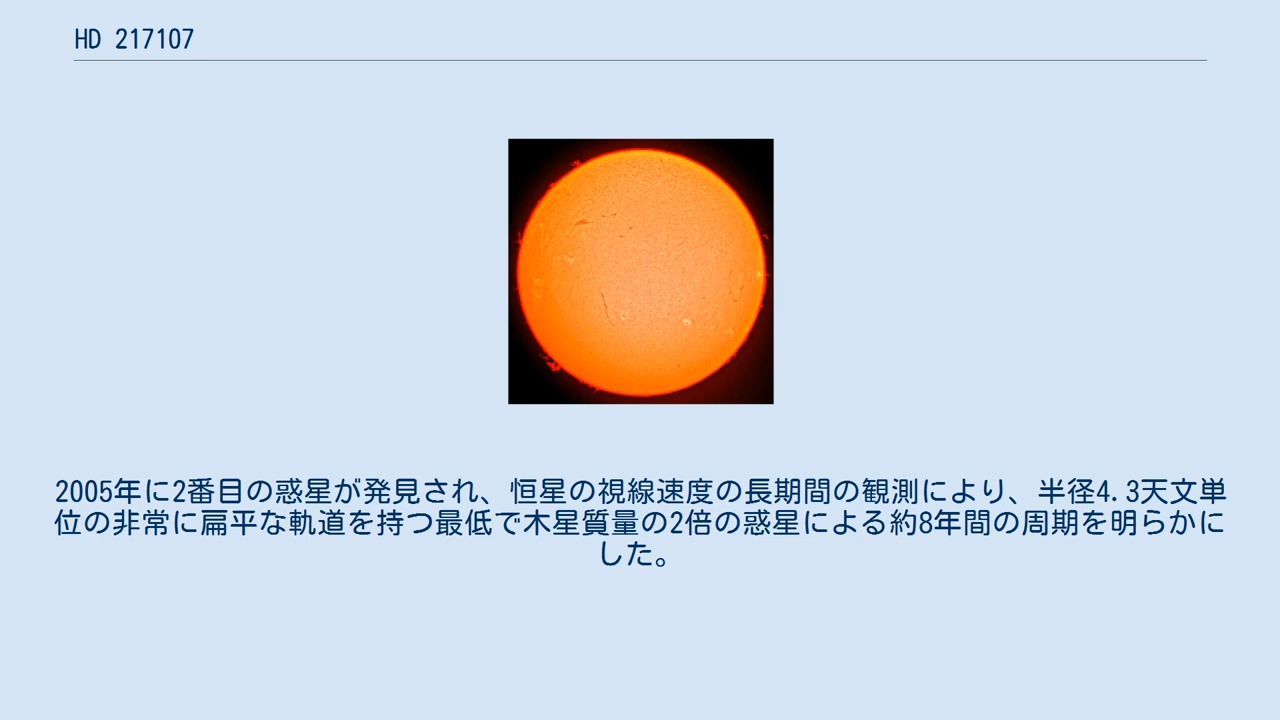 HD 217107
2005年に2番目の惑星が発見され、恒星の視線速度の長期間の観測により、半径4.3天文単
位の非常に扁平な軌道を持つ最低で木星質量の2倍の惑星による約8年間の周期を明らかに
した。